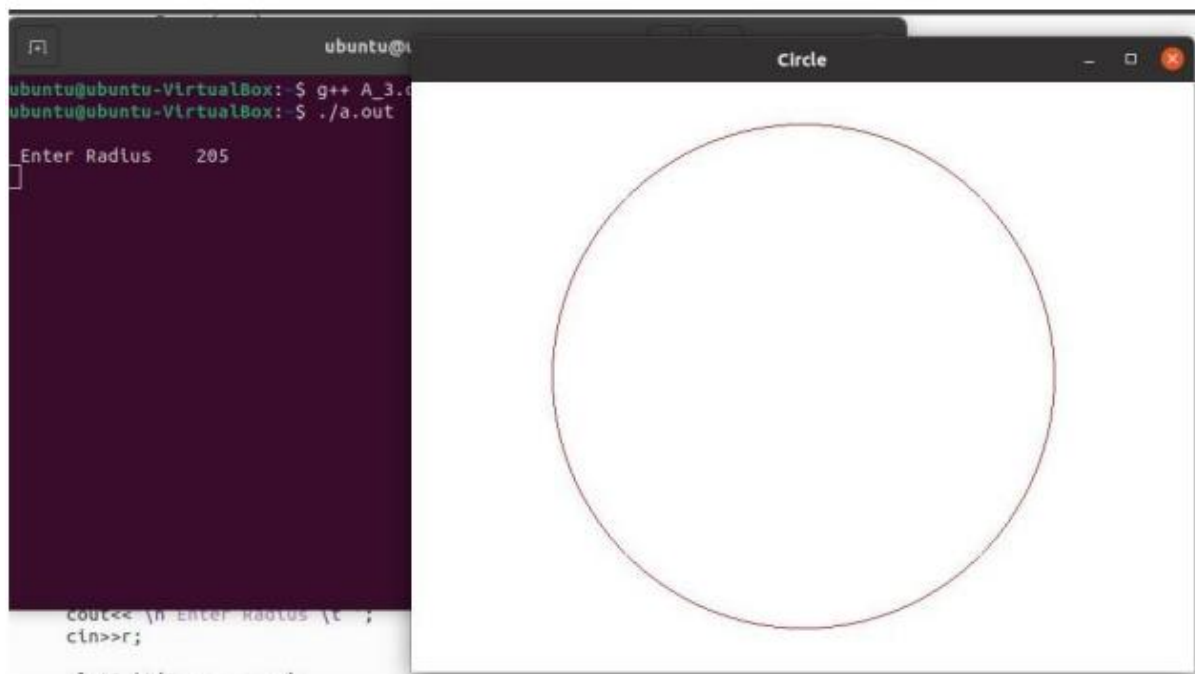 ubuntu@u
Circle
ubuntu@ubuntu-VirtualBox:~$ g++ A_3.c
ubuntu@ubuntu-VirtualBox:~$ ./a.out
Enter Radius 205
cout<< \n Enter Radius \t ;
cin>>r;